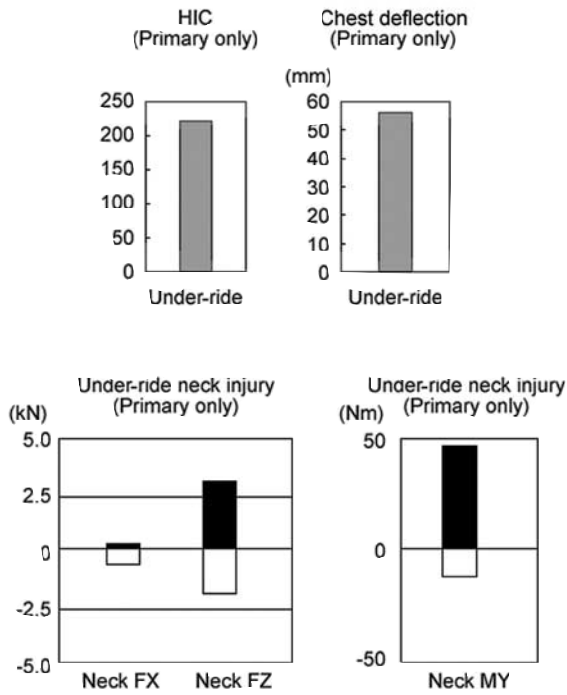 HIC
(Primary only)
250
200
150
100
50
0
Under-ride
Chest deflection
(Primary only)
(mm)
60
50
40
30
20
10
0
Under-ride
Under-ride neck injury
(Primary only)
(kN)
5.0
2.5
0
-2.5
-5.0
Neck FX Neck FZ
Under-ride neck injury
(Primary only)
(Nm)
50
0
-50
Neck MY